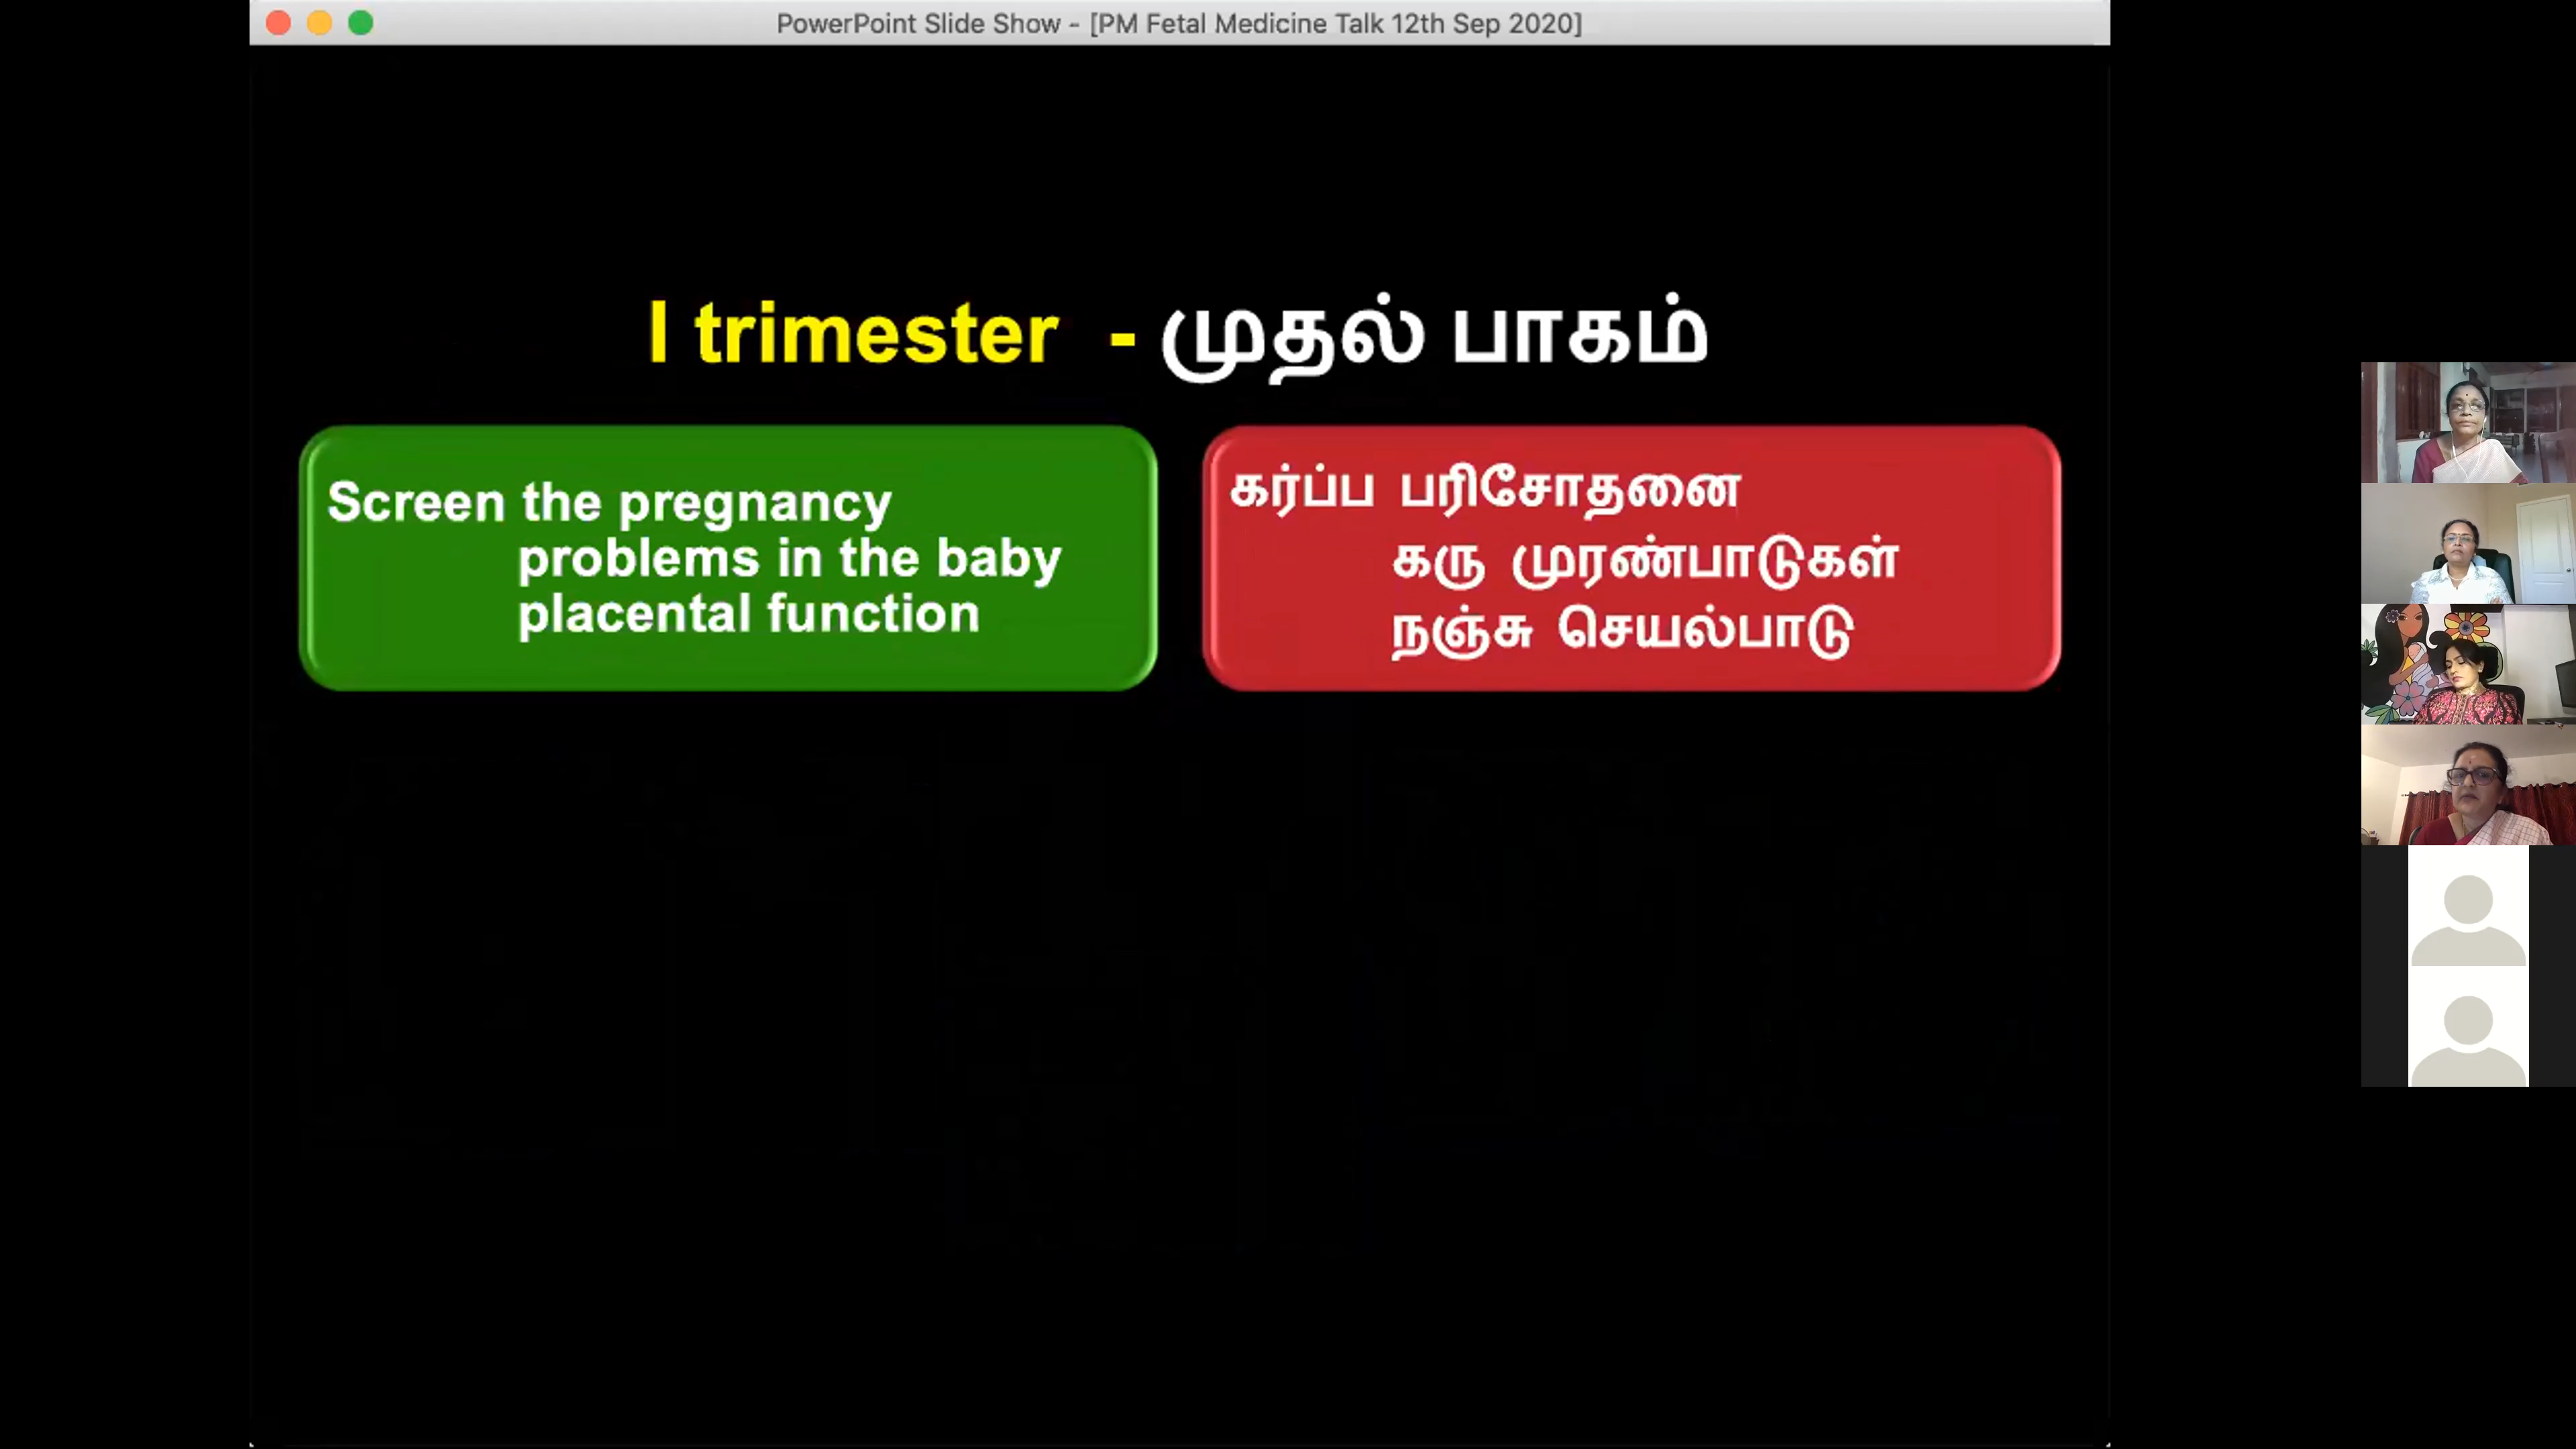 PowerPoint Slide Show - [PM Fetal Medicine Talk 12th Sep 2020]
I trimester - முதல் பாகம்
Screen the pregnancy
problems in the baby
placental function
கர்ப்ப பரிசோதனை
கரு முரண்பாடுகள்
நஞ்சு செயல்பாடு